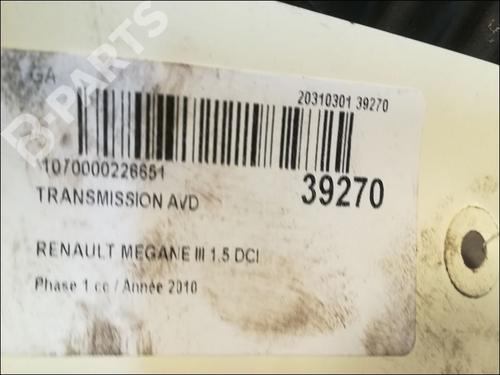 GA
20310301 39270
1070000226651
39270
TRANSMISSION AVD
RENAULT MEGANE III 1.5 DCI
Phase 1 cc / Année 2010
B-PARTS